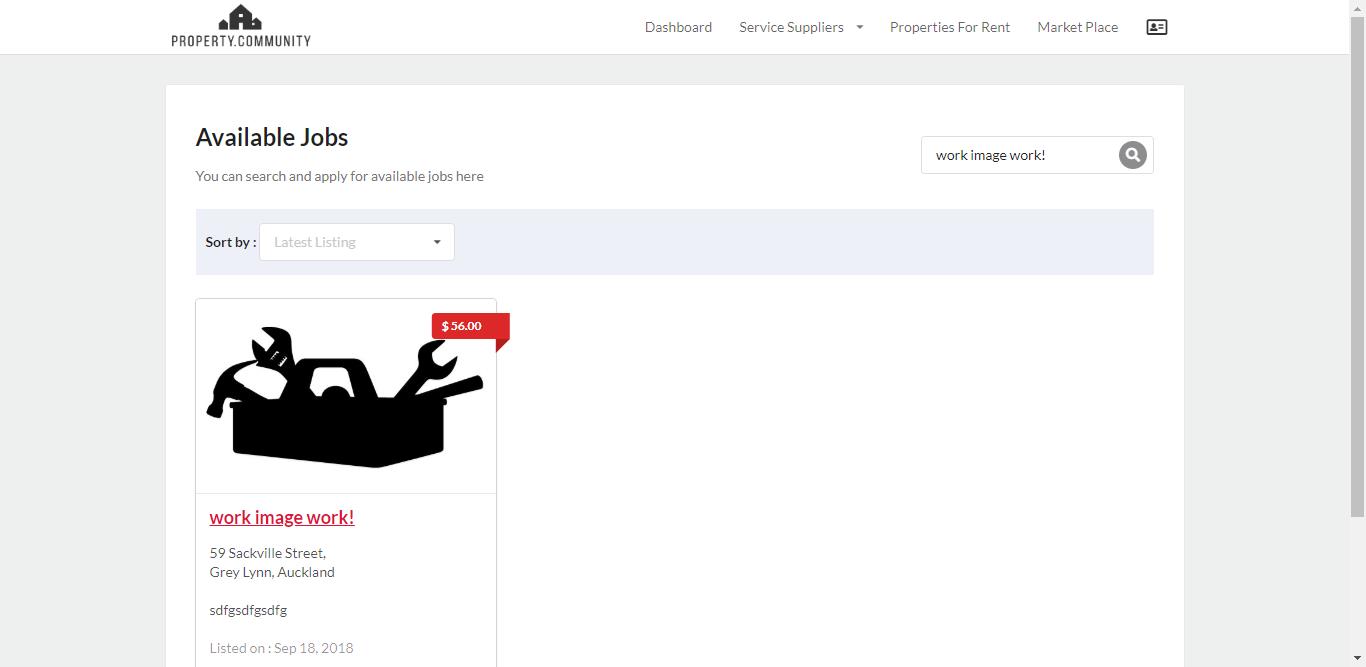 PROPERTY.COMMUNITY
Dashboard Service Suppliers Properties For Rent Market Place
Available Jobs
work image work!
You can search and apply for available jobs here
Sort by : Latest Listing
$ 56.00
work image work!
59 Sackville Street,
Grey Lynn, Auckland
sdfgsdfgsdfg
Listed on : Sep 18, 2018